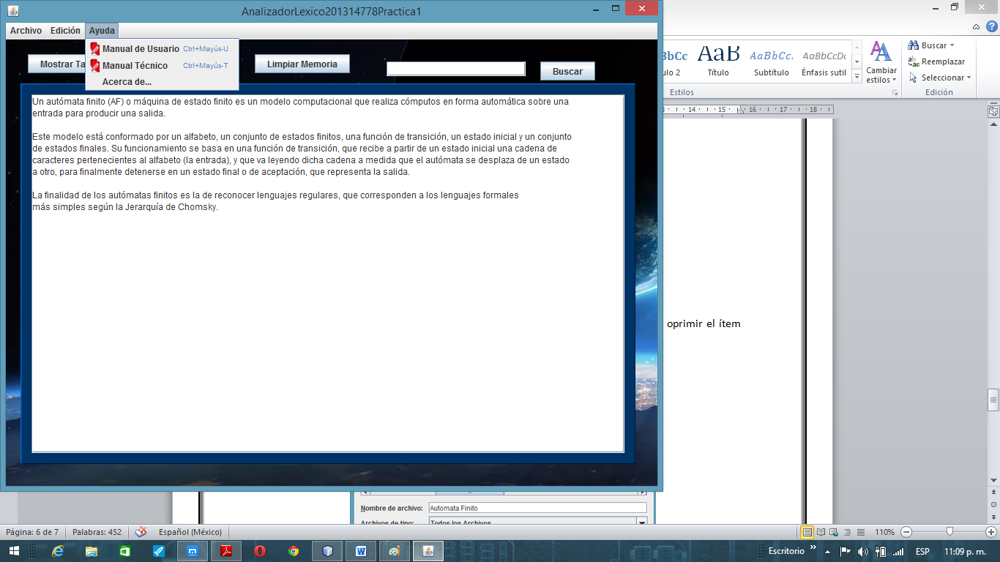 AnalizadorLexico201314778Practica1
Archivo Edición Ayuda
Manual de Usuario Ctrl+Mayús-U
Manual Técnico Ctrl+Mayús-T
Acerca de...
Mostrar Ta
Limpiar Memoria
Buscar
Un autómata finito (AF) o máquina de estado finito es un modelo computacional que realiza cómputos en forma automática sobre una
entrada para producir una salida.
Este modelo está conformado por un alfabeto, un conjunto de estados finitos, una función de transición, un estado inicial y un conjunto
de estados finales. Su funcionamiento se basa en una función de transición, que recibe a partir de un estado inicial una cadena de
caracteres pertenecientes al alfabeto (la entrada), y que va leyendo dicha cadena a medida que el autómata se desplaza de un estado
a otro, para finalmente detenerse en un estado final o de aceptación, que representa la salida.
La finalidad de los autómatas finitos es la de reconocer lenguajes regulares, que corresponden a los lenguajes formales
más simples según la Jerarquía de Chomsky.
bCc AaB AaBbCc. AaBbCcDc
ulo 2 Título Subtítulo Énfasis sutil
Cambiar
estilos
Buscar
Reemplazar
Seleccionar
Estilos Edición
14 15 16 17 18
oprimir el ítem
Nombre de archivo: Automata Finito
Archivos de tipo: Todos los Archivos
Página: 6 de 7 Palabras: 452 Español (México) 110%
Escritorio ESP 11:09 p. m.